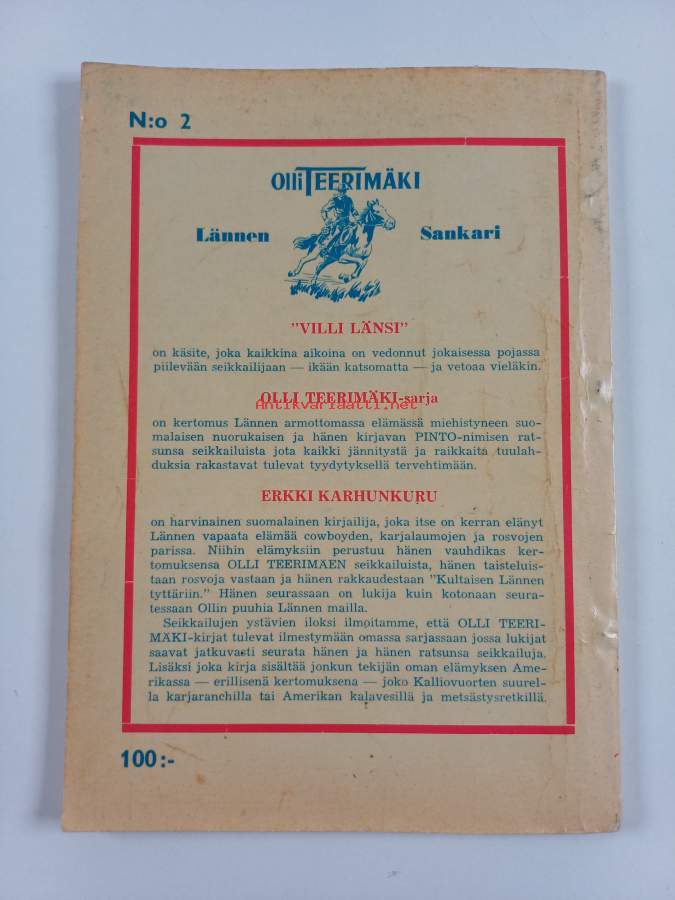 N:o 2
Olli TEERIMÄKI
Lännen Sankari
"VILLI LÄNSI"
on käsite, joka kaikkina aikoina on vedonnut jokaisessa pojassa
piilevään seikkailijaan — ikään katsomatta — ja vetoaa vieläkin.
OLLI TEERIMÄKI-sarja
Antikvariaatti.net
on kertomus Lännen armottomassa elämässä miehistyneen suo-
malaisen nuorukaisen ja hänen kirjavan PINTO-nimisen rat-
sunsa seikkailuista jota kaikki jännitystä ja raikkaita tuulah-
duksia rakastavat tulevat tyydytyksellä tervehtimään.
ERKKI KARHUNKURU
on harvinainen suomalainen kirjailija, joka itse on kerran elänyt
Lännen vapaata elämää cowboyden, karjalaumojen ja rosvojen
parissa. Niihin elämyksiin perustuu hänen vauhdikas ker-
tomuksensa OLLI TEERIMÄEN seikkailuista, hänen taisteluis-
taan rosvoja vastaan ja hänen rakkaudestaan "Kultaisen Lännen
tyttäriin." Hänen seurassaan on lukija kuin kotonaan seura-
tessaan Ollin puuhia Lännen mailla.
Seikkailujen ystävien iloksi ilmoitamme, että OLLI TEERI-
MÄKI-kirjat tulevat ilmestymään omassa sarjassaan jossa lukijat
saavat jatkuvasti seurata hänen ja hänen ratsunsa seikkailuja.
Lisäksi joka kirja sisältää jonkun tekijän oman elämyksen Ame-
rikassa — erillisenä kertomuksena — joko Kalliovuorten suurel-
la karjaranchilla tai Amerikan kalavesillä ja metsästysretkillä.
100:-